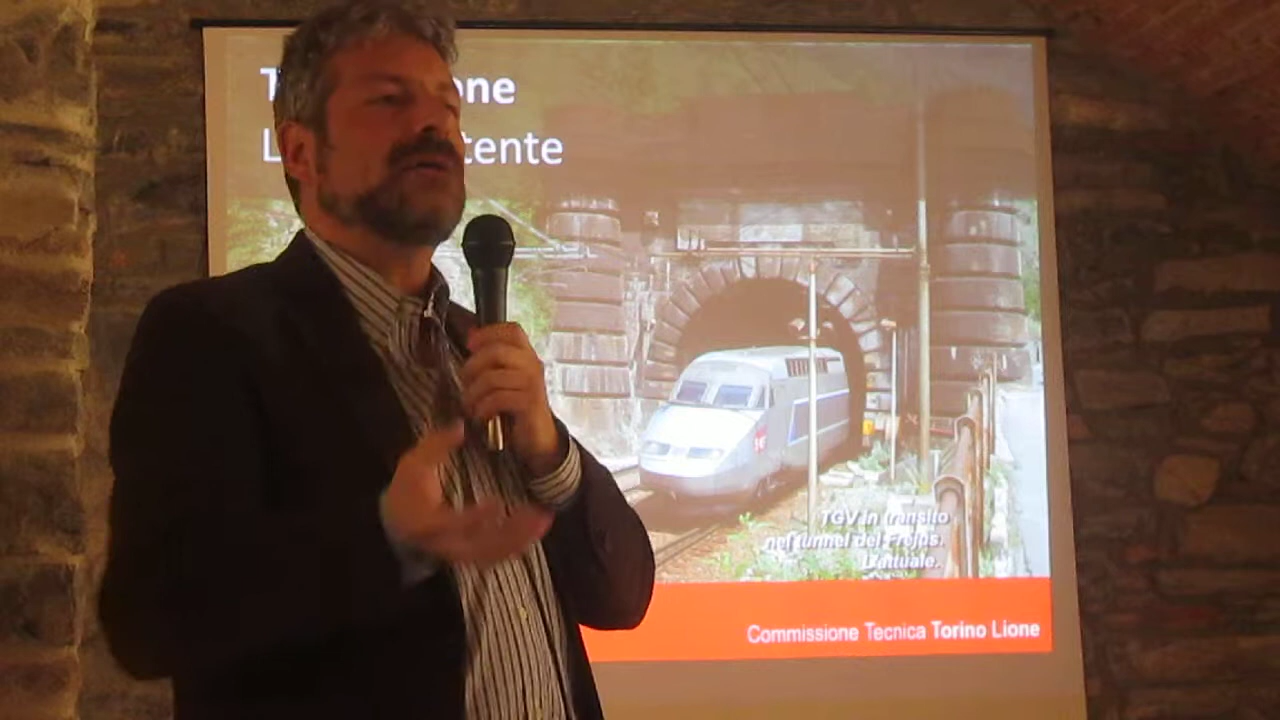 T one
L tente
TGV in transito
nel tunnel del Frejus.
L'attuale.
Commissione Tecnica Torino Lione